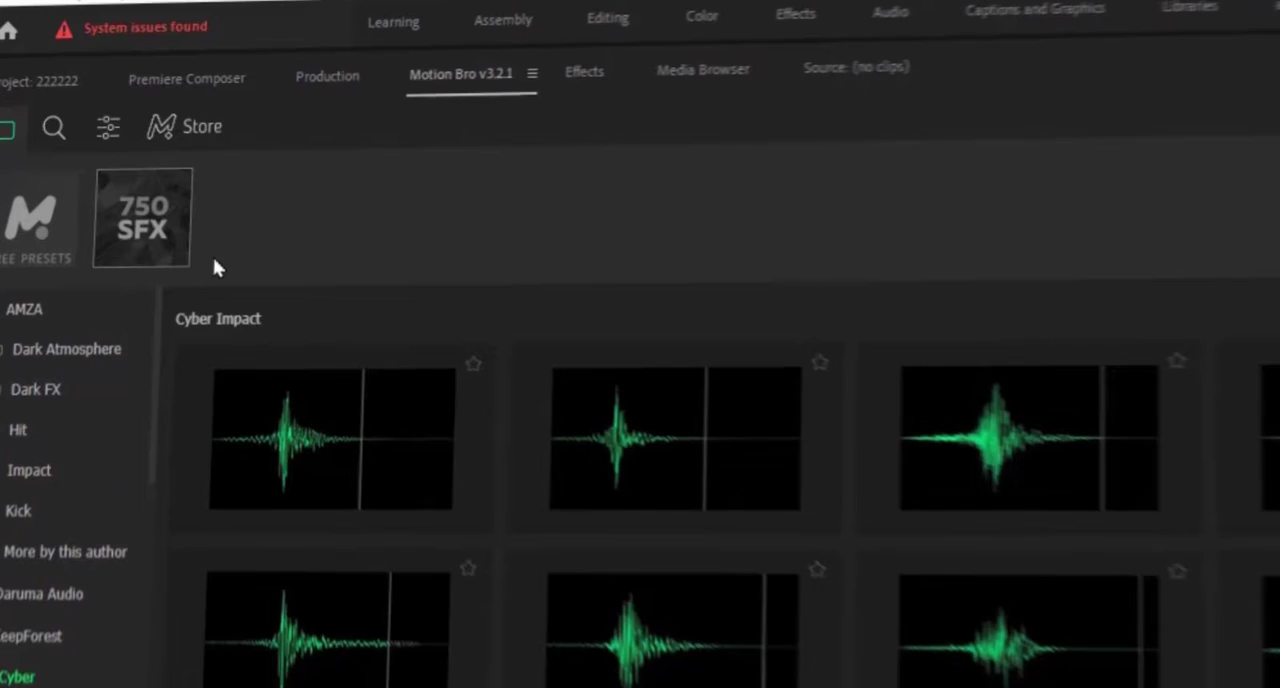 System issues found
Learning
Assembly
Editing
Color
Effects
Audio
Captions and Graphics
Libraries
roject: 222222
Premiere Composer
Production
Motion Bro v3.2.1
Effects
Media Browser
Source: (no clips)
Store
750
SFX
REE PRESETS
AMZA
Dark Atmosphere
Dark FX
Hit
Impact
Kick
More by this author
Daruma Audio
KeepForest
Cyber
Cyber Impact